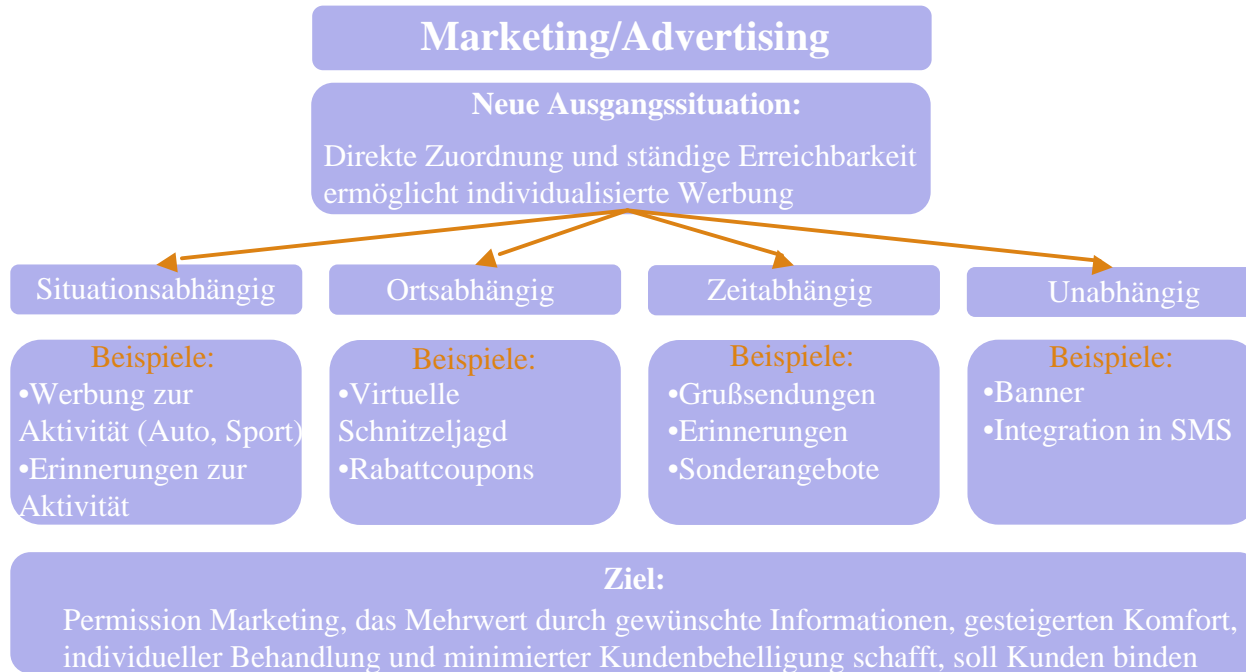 Marketing/Advertising
Neue Ausgangssituation:
Direkte Zuordnung und ständige Erreichbarkeit
ermöglicht individualisierte Werbung
Situationsabhängig
Ortsabhängig
Zeitabhängig
Unabhängig
Beispiele:
•Werbung zur
Aktivität (Auto, Sport)
•Erinnerungen zur
Aktivität
Beispiele:
•Virtuelle
Schnitzeljagd
•Rabattcoupons
Beispiele:
•Grußsendungen
•Erinnerungen
•Sonderangebote
Beispiele:
•Banner
•Integration in SMS
Ziel:
Permission Marketing, das Mehrwert durch gewünschte Informationen, gesteigerten Komfort,
individueller Behandlung und minimierter Kundenbehelligung schafft, soll Kunden binden